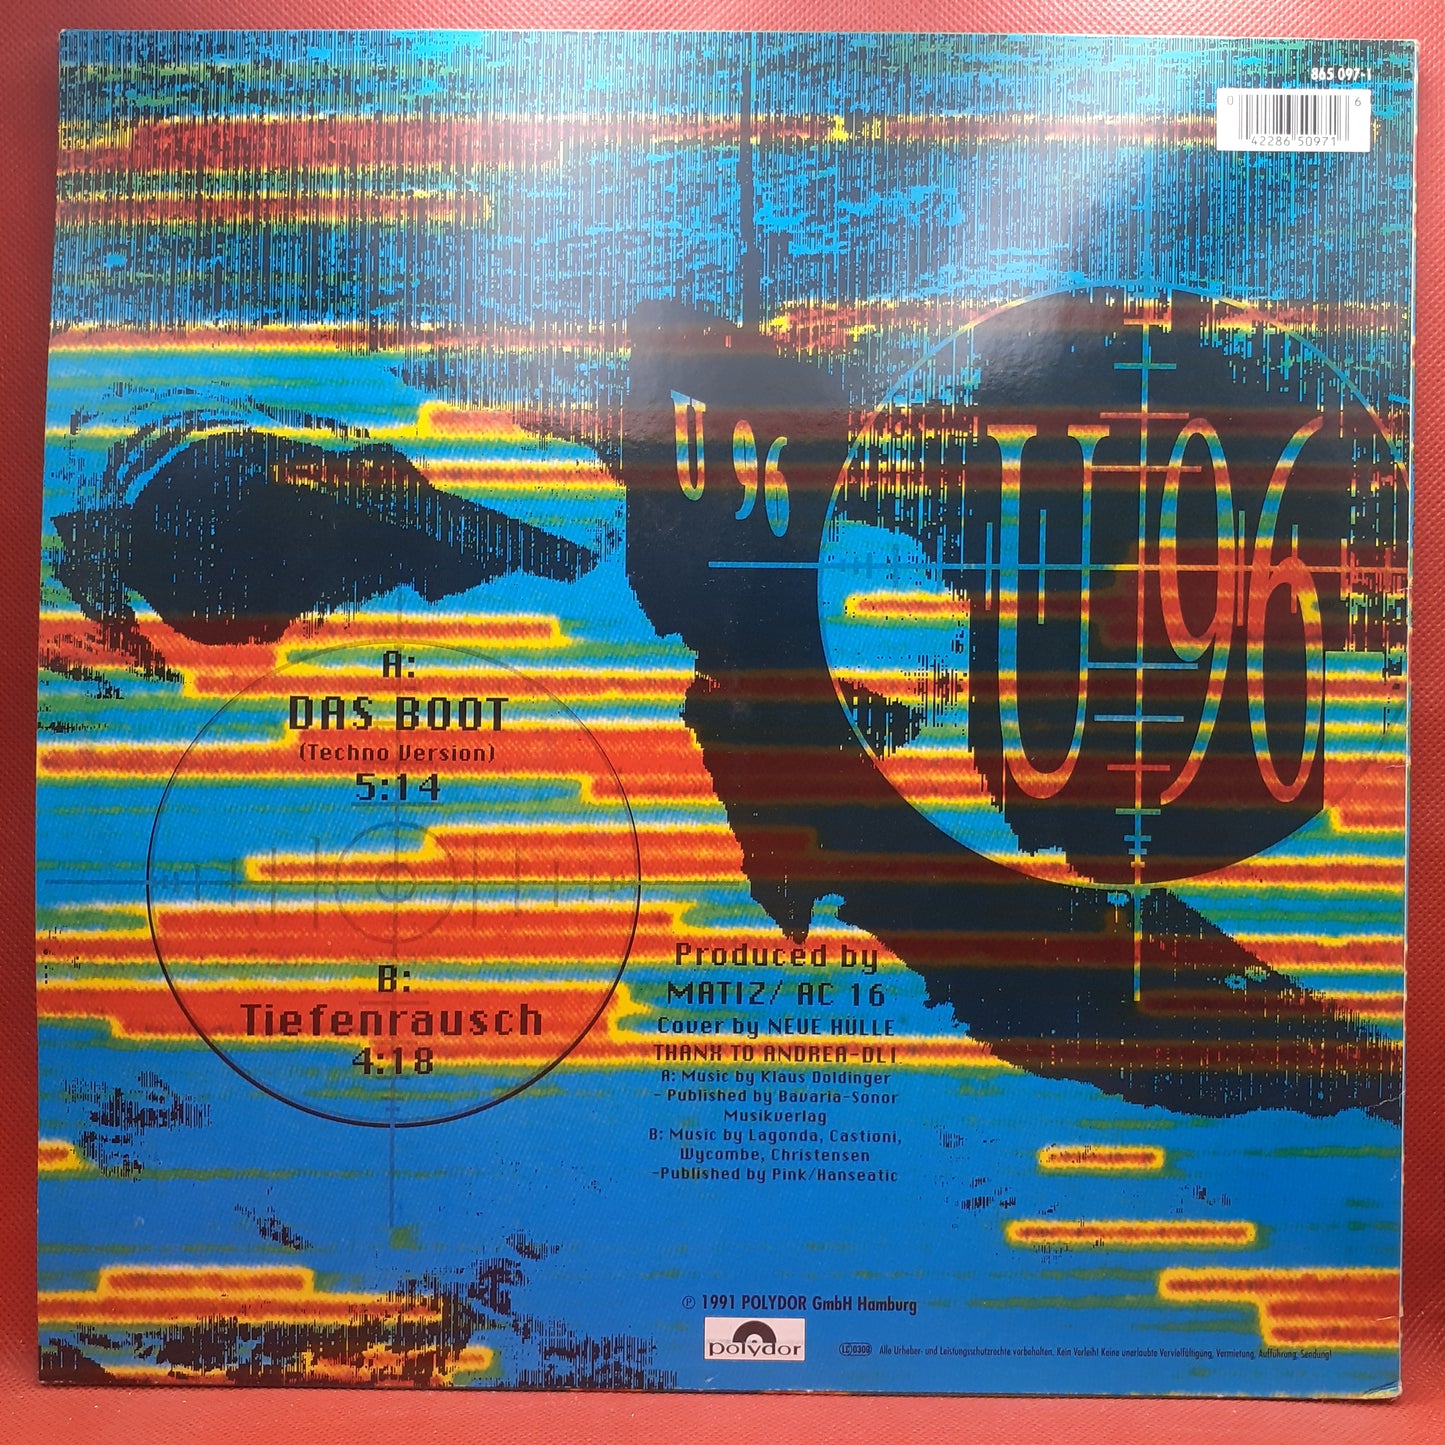 865 097-1
0 42286 50971 6
U 96
U96
A:
DAS BOOT
(Techno Version)
5:14
B:
Tiefenrausch
4:18
Produced by
MATIZ/ AC 16
Cover by NEUE HÜLLE
THANX TO ANDREA-OLI
A: Music by Klaus Doldinger
- Published by Bavaria-Sonor
Musikverlag
B: Music by Lagonda, Castioni,
Wycombe, Christensen
-Published by Pink/Hanseatic
℗ 1991 POLYDOR GmbH Hamburg
polydor
LC 0309 Alle Urheber- und Leistungsschutzrechte vorbehalten. Kein Verleih! Keine unerlaubte Vervielfältigung, Vermietung, Aufführung, Sendung!